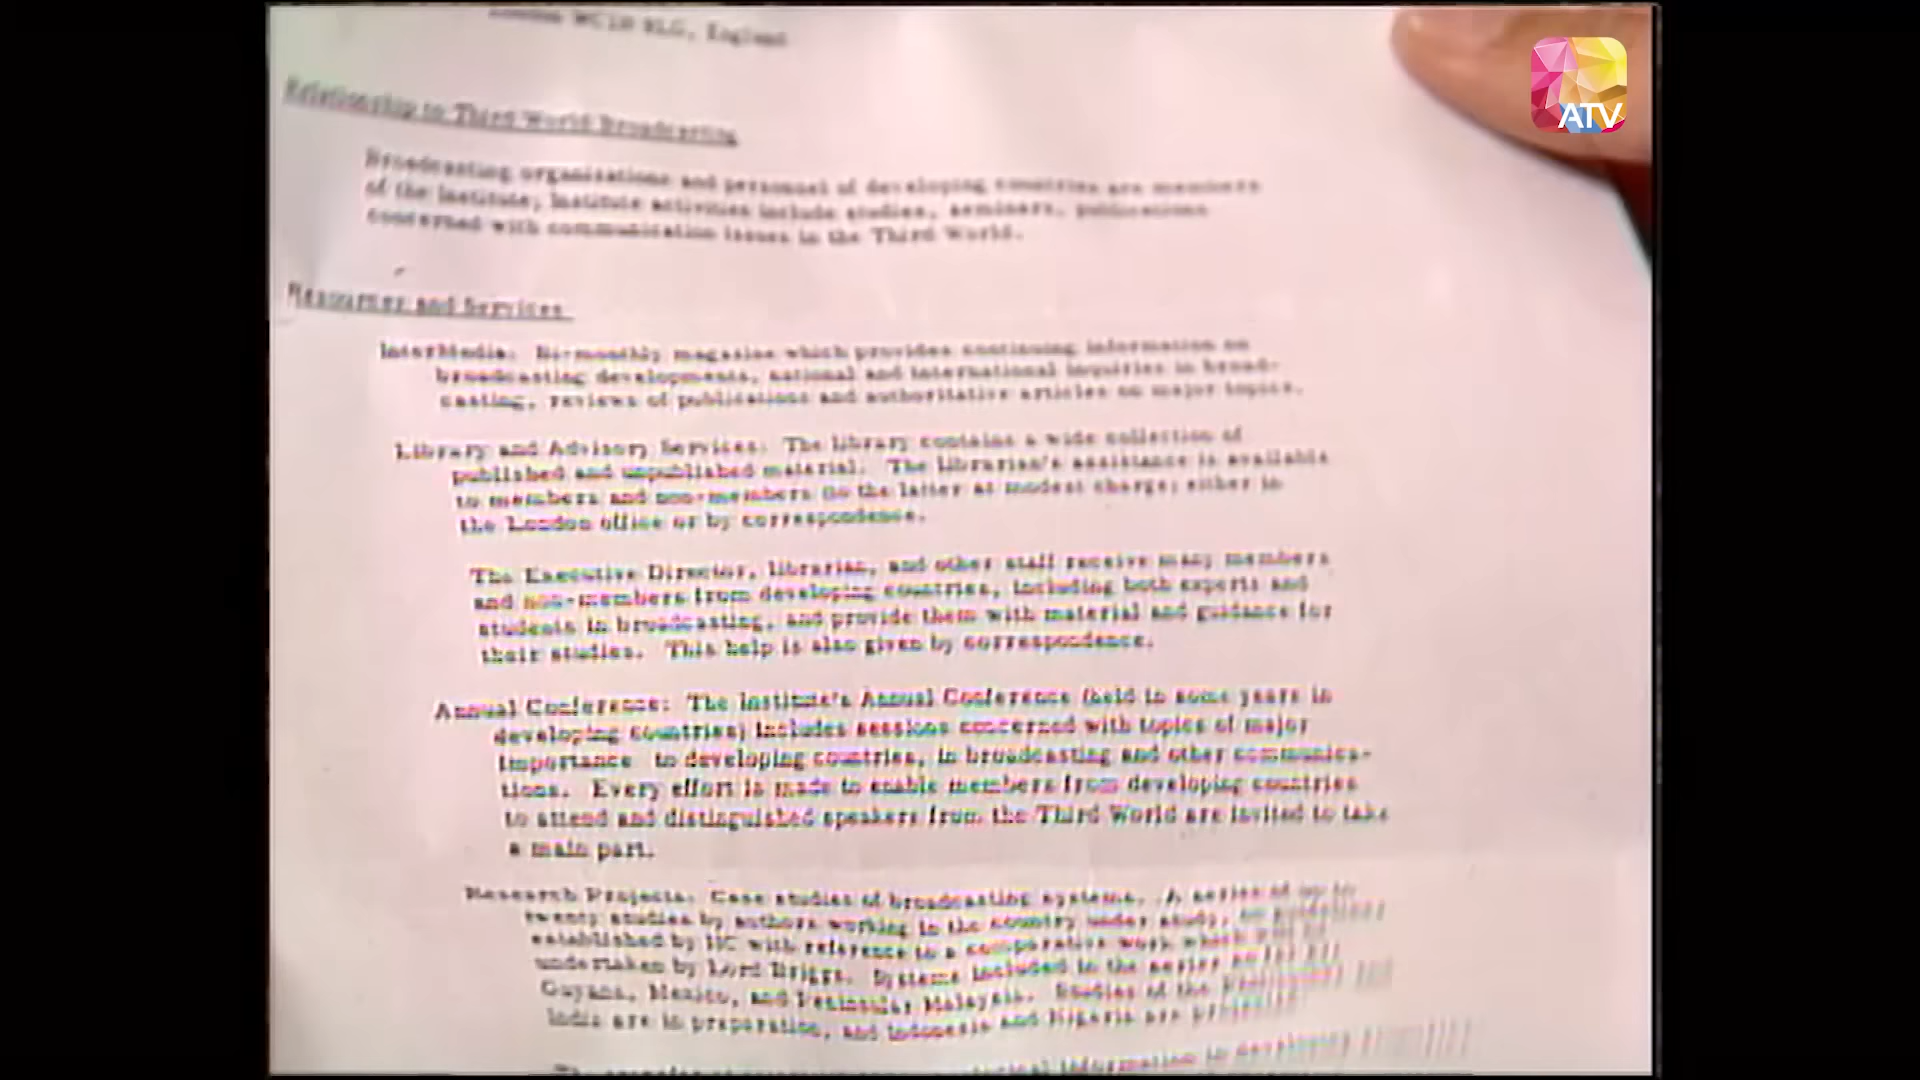 ATV
England
Relationship to Third World Broadcasting
Broadcasting organisations and personnel of developing countries are members
of the Institute; Institute activities include studies, seminars, publications
concerned with communication issues in the Third World.
Resources and Services
InterMedia: Bi-monthly magazine which provides continuing information on
broadcasting developments, national and international inquiries in broad-
casting, reviews of publications and authoritative articles on major topics.
Library and Advisory Services: The library contains a wide collection of
published and unpublished material. The Librarian's assistance is available
to members and non-members (to the latter at modest charge) either in
the London office or by correspondence.
The Executive Director, librarian, and other staff receive many members
and non-members from developing countries, including both experts and
students in broadcasting, and provide them with material and guidance for
their studies. This help is also given by correspondence.
Annual Conference: The Institute's Annual Conference (held in some years in
developing countries) includes sessions concerned with topics of major
importance to developing countries, in broadcasting and other communica-
tions. Every effort is made to enable members from developing countries
to attend and distinguished speakers from the Third World are invited to take
a main part.
Research Projects: Case studies of broadcasting systems. A series of up to
twenty studies by authors working in the country under study, on
established by IIC with reference to a comparative work which
undertaken by Lord Briggs. Systems included in the series so far
Guyana, Mexico, and Peninsular Malaysia. Studies of the
India are in preparation, and Indonesia and Nigeria are
information in developing